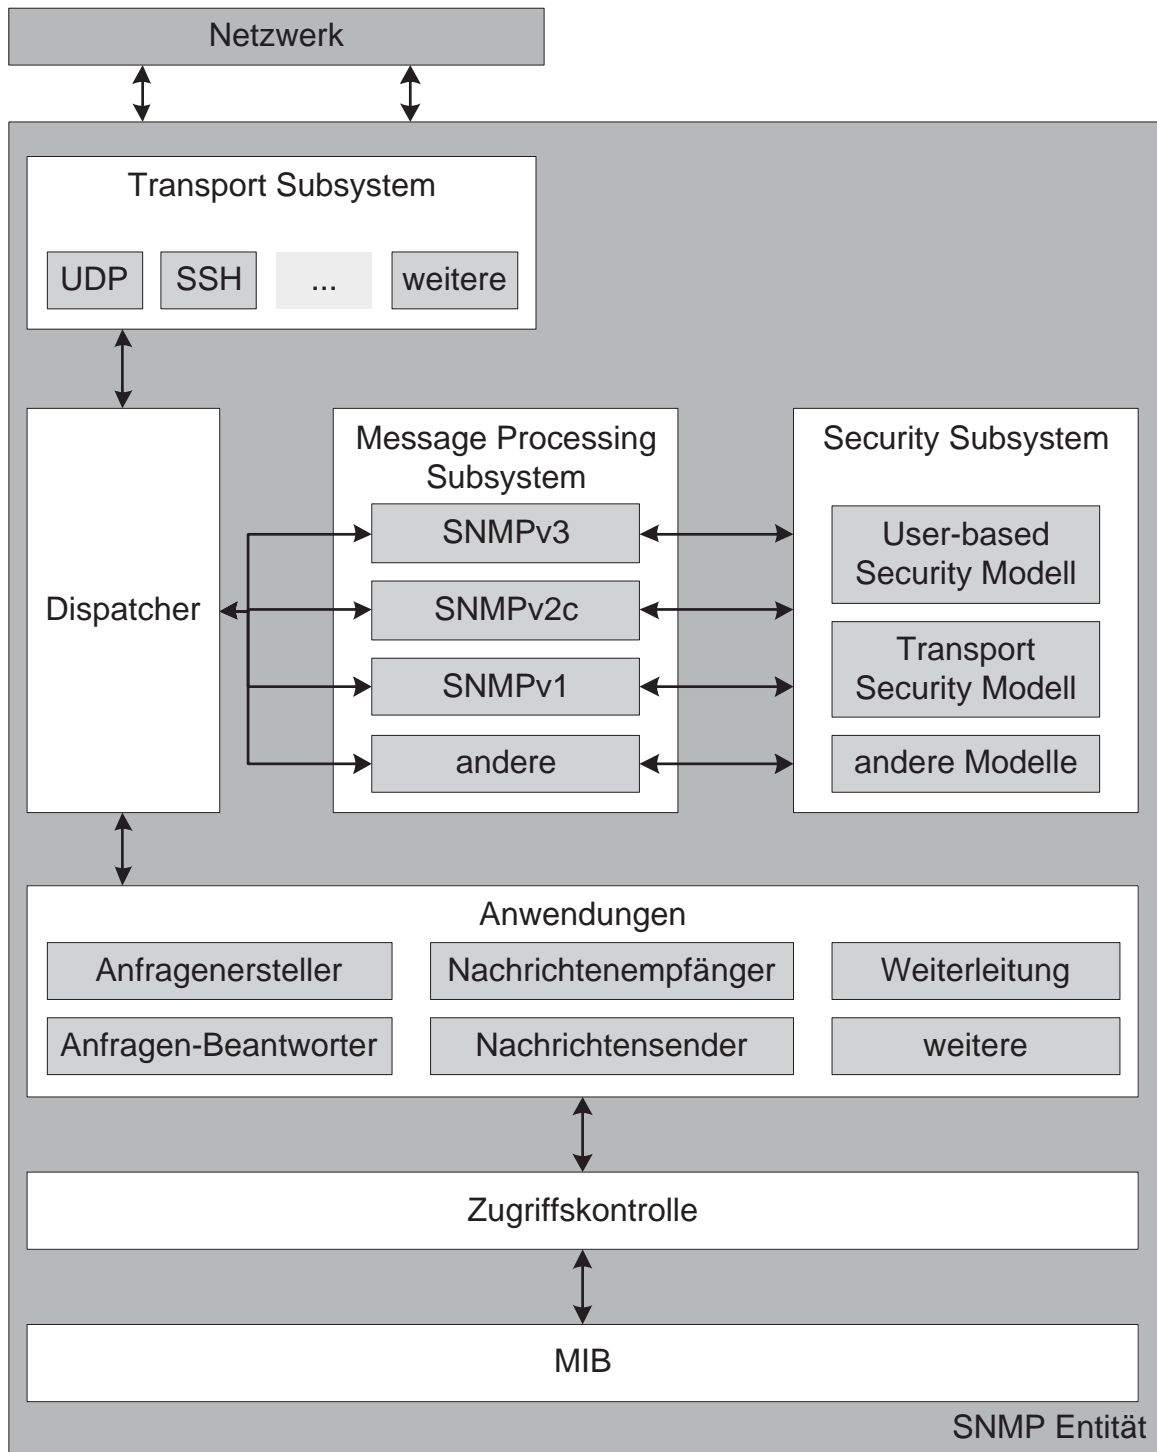 Netzwerk
Transport Subsystem
UDP
SSH
...
weitere
Dispatcher
Message Processing
Subsystem
SNMPv3
SNMPv2c
SNMPv1
andere
Security Subsystem
User-based
Security Modell
Transport
Security Modell
andere Modelle
Anwendungen
Anfragenersteller
Nachrichtenempfänger
Weiterleitung
Anfragen-Beantworter
Nachrichtensender
weitere
Zugriffskontrolle
MIB
SNMP Entität